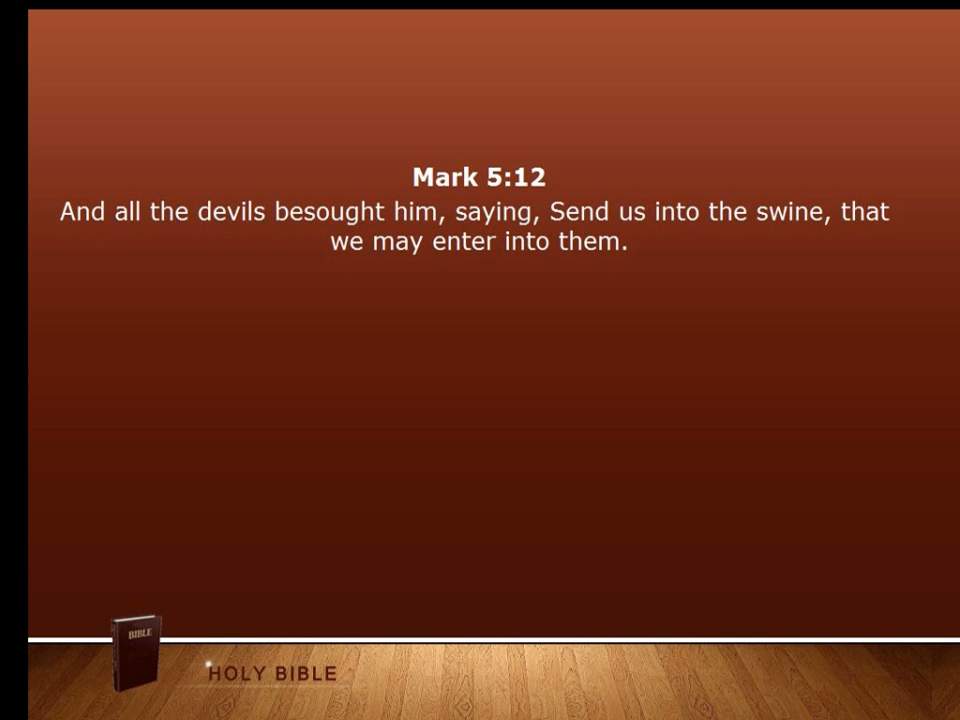 Mark 5:12
And all the devils besought him, saying, Send us into the swine, that
we may enter into them.
BIBLE
HOLY BIBLE